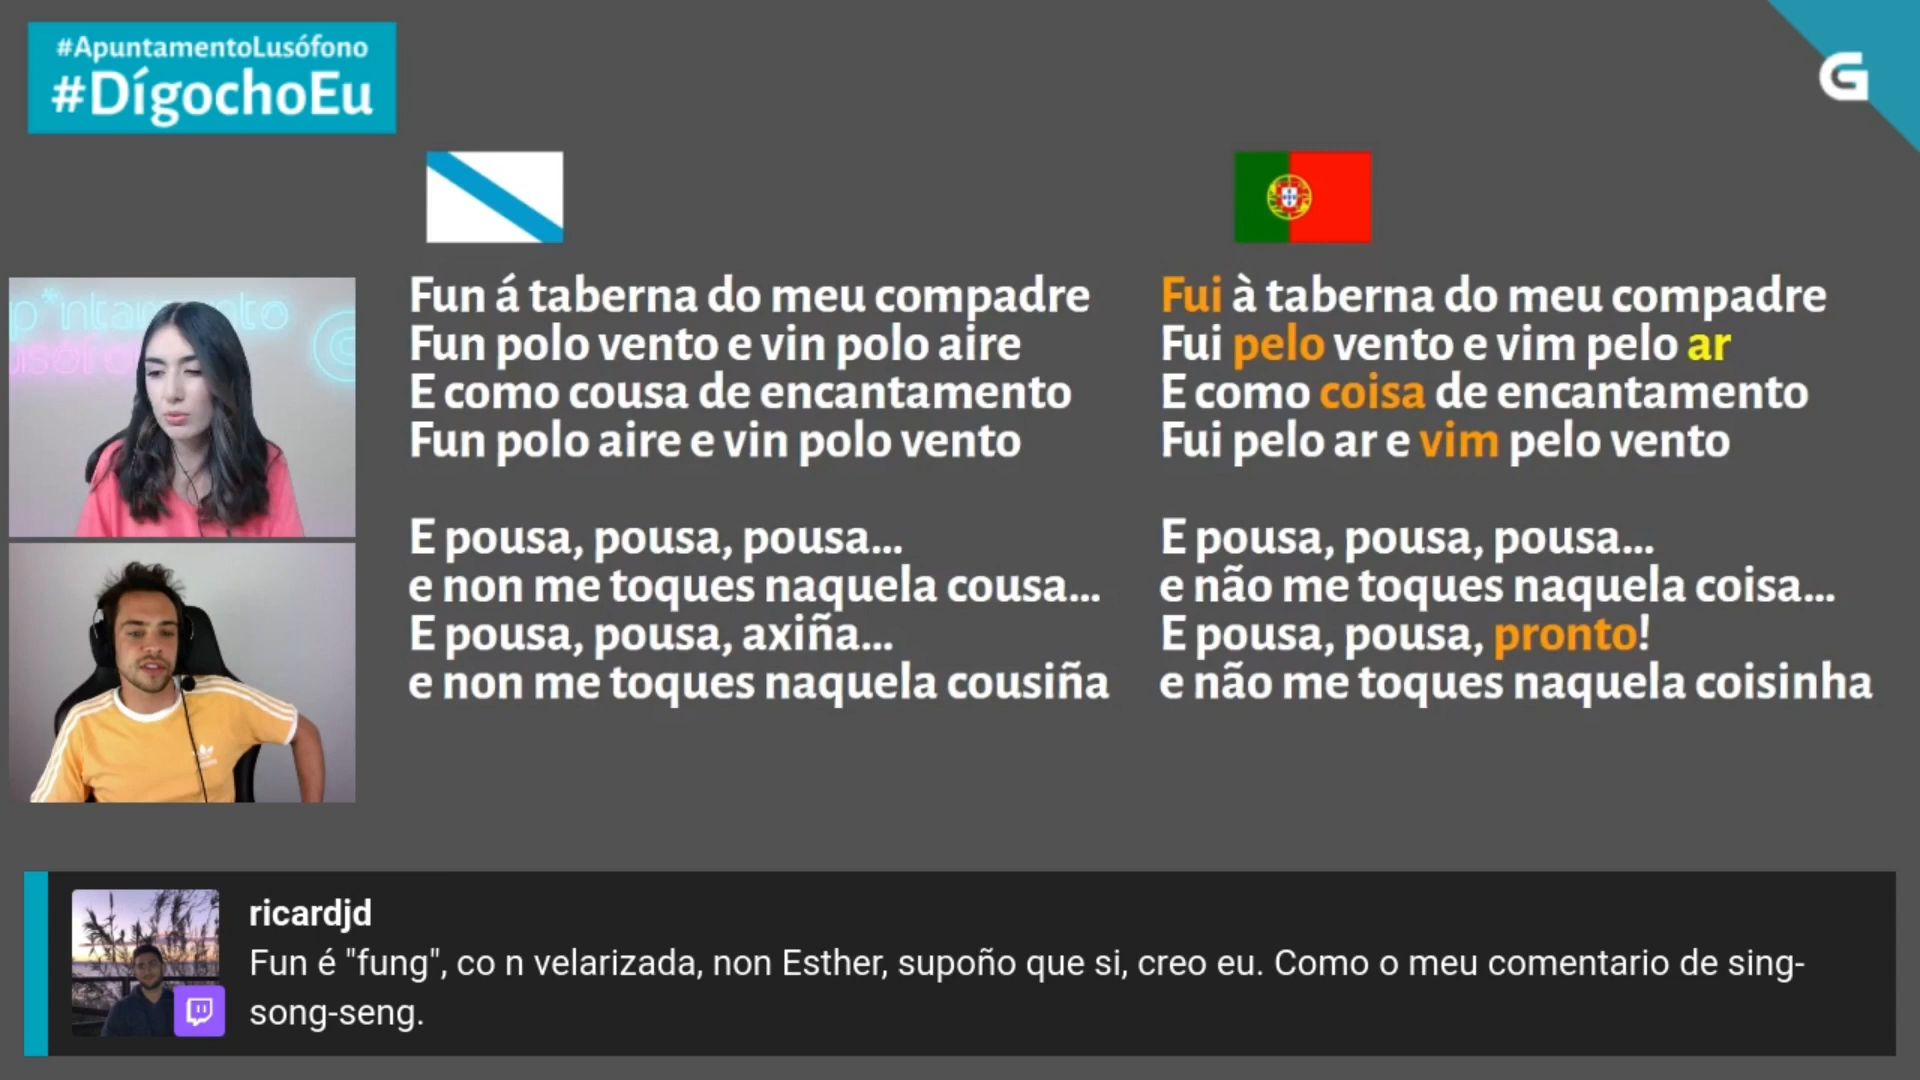 #ApuntamentoLusófono
#DígochoEu
G
Fun á taberna do meu compadre
Fun polo vento e vin polo aire
E como cousa de encantamento
Fun polo aire e vin polo vento
E pousa, pousa, pousa...
e non me toques naquela cousa...
E pousa, pousa, axiña...
e non me toques naquela cousiña
Fui à taberna do meu compadre
Fui pelo vento e vim pelo ar
E como coisa de encantamento
Fui pelo ar e vim pelo vento
E pousa, pousa, pousa...
e não me toques naquela coisa...
E pousa, pousa, pronto!
e não me toques naquela coisinha
ricardjd
Fun é "fung", co n velarizada, non Esther, supoño que si, creo eu. Como o meu comentario de sing-
song-seng.